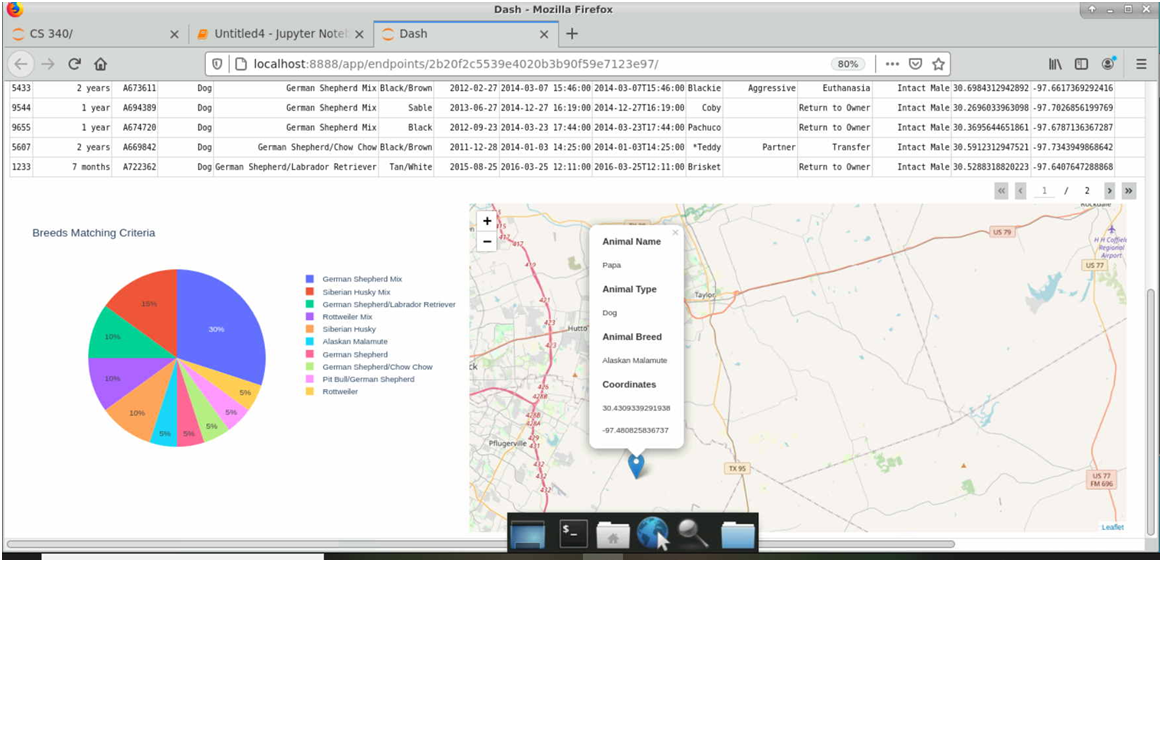 Dash - Mozilla Firefox
CS 340/
Untitled4 - Jupyter Note
Dash
localhost:8888/app/endpoints/2b20f2c5539e4020b3b90f59e7123e97/
80%
5433 2 years A673611 Dog German Shepherd Mix Black/Brown 2012-02-27 2014-03-07 15:46:00 2014-03-07T15:46:00 Blackie Aggressive Euthanasia Intact Male 30.6984312942892 -97.6617369292416
9544 1 year A694389 Dog German Shepherd Mix Sable 2013-06-27 2014-12-27 16:19:00 2014-12-27T16:19:00 Coby Return to Owner Intact Male 30.2696033963098 -97.7026856199769
9655 1 year A674720 Dog German Shepherd Mix Black 2012-09-23 2014-03-23 17:44:00 2014-03-23T17:44:00 Pachuco Return to Owner Intact Male 30.3695644651861 -97.6787136367287
5607 2 years A669842 Dog German Shepherd/Chow Chow Black/Brown 2011-12-28 2014-01-03 14:25:00 2014-01-03T14:25:00 *Teddy Partner Transfer Intact Male 30.5912312947521 -97.7343949868642
1233 7 months A722362 Dog German Shepherd/Labrador Retriever Tan/White 2015-08-25 2016-03-25 12:11:00 2016-03-25T12:11:00 Brisket Return to Owner Intact Male 30.5288318820223 -97.6407647288868
1 / 2
Breeds Matching Criteria
30%
15%
10%
10%
10%
5%
5%
5%
5%
5%
German Shepherd Mix
Siberian Husky Mix
German Shepherd/Labrador Retriever
Rottweiler Mix
Siberian Husky
Alaskan Malamute
German Shepherd
German Shepherd/Chow Chow
Pit Bull/German Shepherd
Rottweiler
+
−
Animal Name
Papa
Animal Type
Dog
Animal Breed
Alaskan Malamute
Coordinates
30.4309339291938
-97.480825836737
417
421
423
426
428B
429
431
432
432
Hutto
Taylor
Pflugerville
US 79
H H Coffield
Regional
Airport
US 77
TX 95
US 77
FM 696
Leaflet